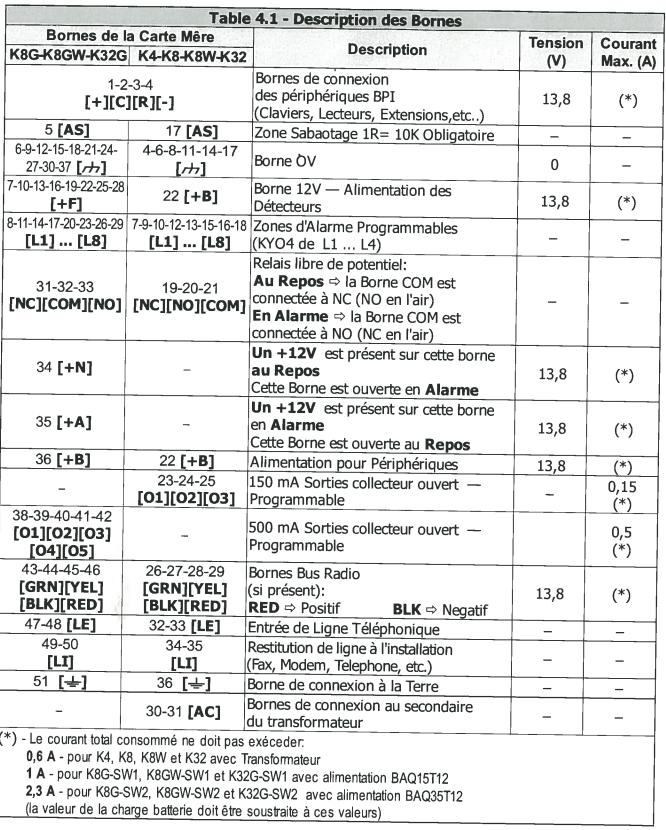 Table 4.1 - Description des Bornes
Bornes de la Carte Mère
Description
Tension (V)
Courant Max. (A)
K8G-K8GW-K32G
K4-K8-K8W-K32
1-2-3-4
[+][C][R][-]
Bornes de connexion
des périphériques BPI
(Claviers, Lecteurs, Extensions,etc..)
13,8
(*)
5 [AS]
17 [AS]
Zone Sabaotage 1R= 10K Obligatoire
–
–
6-9-12-15-18-21-24-
27-30-37 [⏛]
4-6-8-11-14-17
[⏛]
Borne OV
0
–
7-10-13-16-19-22-25-28
[+F]
22 [+B]
Borne 12V — Alimentation des
Détecteurs
13,8
(*)
8-11-14-17-20-23-26-29
[L1] ... [L8]
7-9-10-12-13-15-16-18
[L1] ... [L8]
Zones d'Alarme Programmables
(KYO4 de L1 ... L4)
–
–
31-32-33
[NC][COM][NO]
19-20-21
[NC][NO][COM]
Relais libre de potentiel:
Au Repos ⇨ la Borne COM est
connectée à NC (NO en l'air)
En Alarme ⇨ la Borne COM est
connectée à NO (NC en l'air)
–
–
34 [+N]
–
Un +12V est présent sur cette borne
au Repos
Cette Borne est ouverte en Alarme
13,8
(*)
35 [+A]
–
Un +12V est présent sur cette borne
en Alarme
Cette Borne est ouverte au Repos
13,8
(*)
36 [+B]
22 [+B]
Alimentation pour Périphériques
13,8
(*)
–
23-24-25
[O1][O2][O3]
150 mA Sorties collecteur ouvert —
Programmable
–
0,15
(*)
38-39-40-41-42
[O1][O2][O3]
[O4][O5]
–
500 mA Sorties collecteur ouvert —
Programmable
0,5
(*)
43-44-45-46
[GRN][YEL]
[BLK][RED]
26-27-28-29
[GRN][YEL]
[BLK][RED]
Bornes Bus Radio
(si présent):
RED ⇨ Positif BLK ⇨ Negatif
13,8
(*)
47-48 [LE]
32-33 [LE]
Entrée de Ligne Téléphonique
–
–
49-50
[LI]
34-35
[LI]
Restitution de ligne à l'installation
(Fax, Modem, Telephone, etc.)
–
–
51 [⏚]
36 [⏚]
Borne de connexion à la Terre
–
–
–
30-31 [AC]
Bornes de connexion au secondaire
du transformateur
–
–
(*) - Le courant total consommé ne doit pas exéceder:
0,6 A - pour K4, K8, K8W et K32 avec Transformateur
1 A - pour K8G-SW1, K8GW-SW1 et K32G-SW1 avec alimentation BAQ15T12
2,3 A - pour K8G-SW2, K8GW-SW2 et K32G-SW2 avec alimentation BAQ35T12
(la valeur de la charge batterie doit être soustraite à ces valeurs)